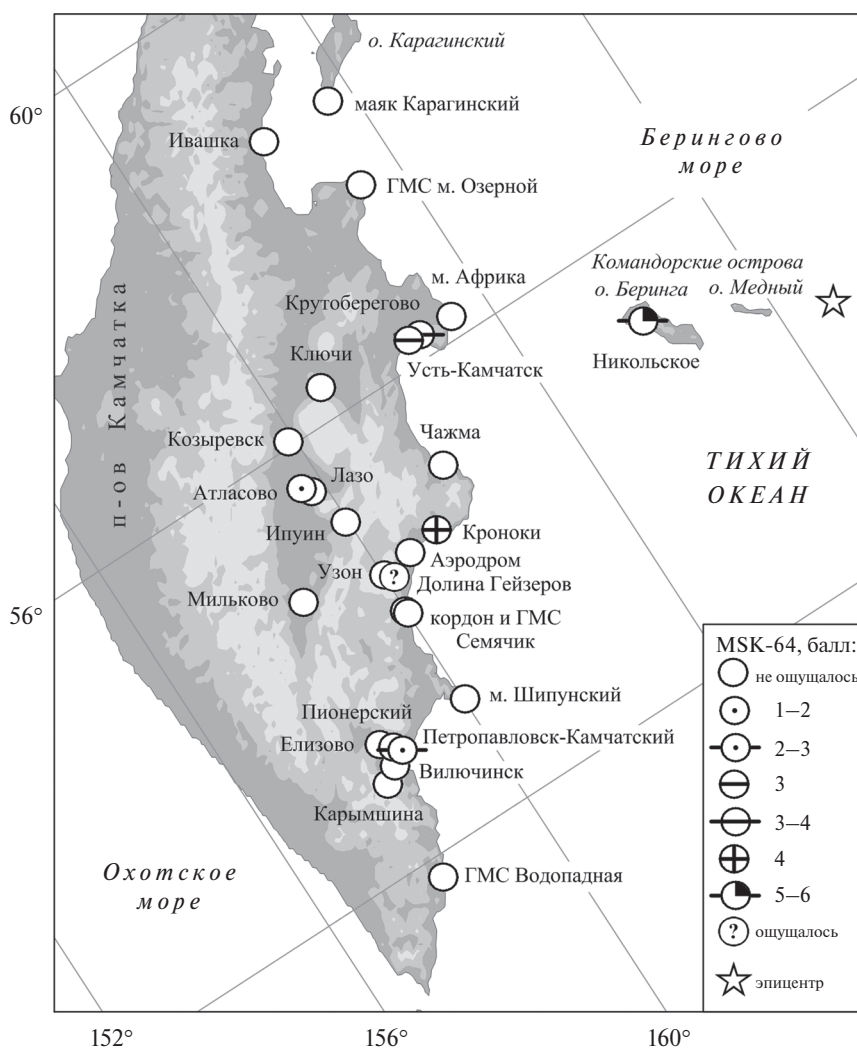 о. Карагинский
60°
маяк Карагинский
Ивашка
Берингово
море
ГМС м. Озерной
м. Африка
Командорские острова
о. Беринга
о. Медный
Крутоберегово
п-ов Камчатка
Усть-Камчатск
Никольское
Ключи
Козыревск
Чажма
ТИХИЙ
ОКЕАН
Лазо
Атласово
Ипуин
Кроноки
Аэродром
Узон
?
Долина Гейзеров
56°
Мильково
кордон и ГМС
Семячик
м. Шипунский
Пионерский
Елизово
Петропавловск-Камчатский
Вилючинск
Карымшина
Охотское
море
ГМС Водопадная
MSK-64, балл:
не ощущалось
1–2
2–3
3
3–4
4
5–6
? ощущалось
эпицентр
152°
156°
160°